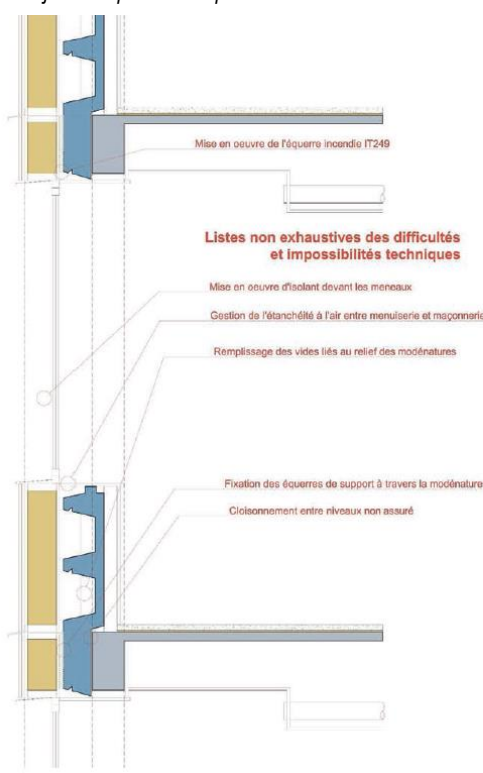 Mise en oeuvre de l'équerre incendie IT249
Listes non exhaustives des difficultés
et impossibilités techniques
Mise en oeuvre d'isolant devant les meneaux
Gestion de l'étanchéité à l'air entre menuiserie et maçonnerie
Remplissage des vides liés au relief des modénatures
Fixation des équerres de support à travers la modénature
Cloisonnement entre niveaux non assuré